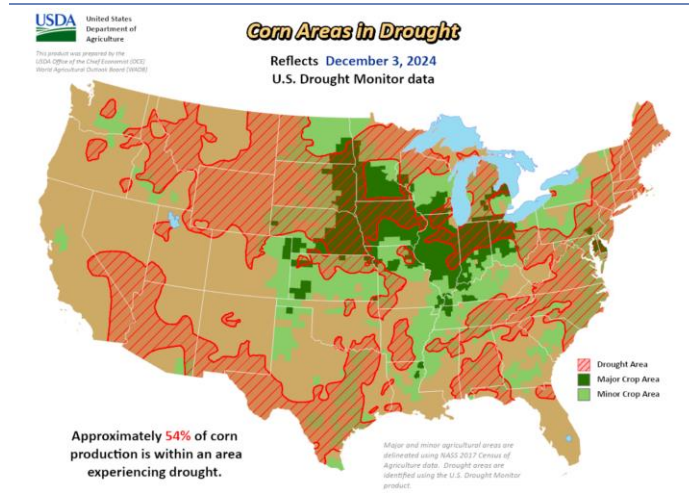 USDA
United States
Department of
Agriculture
This product was prepared by the
USDA Office of the Chief Economist (OCE)
World Agricultural Outlook Board (WAOB)
Corn Areas in Drought
Reflects December 3, 2024
U.S. Drought Monitor data
Drought Area
Major Crop Area
Minor Crop Area
Approximately 54% of corn
production is within an area
experiencing drought.
Major and minor agricultural areas are
delineated using NASS 2017 Census of
Agriculture data. Drought areas are
identified using the U.S. Drought Monitor
product.